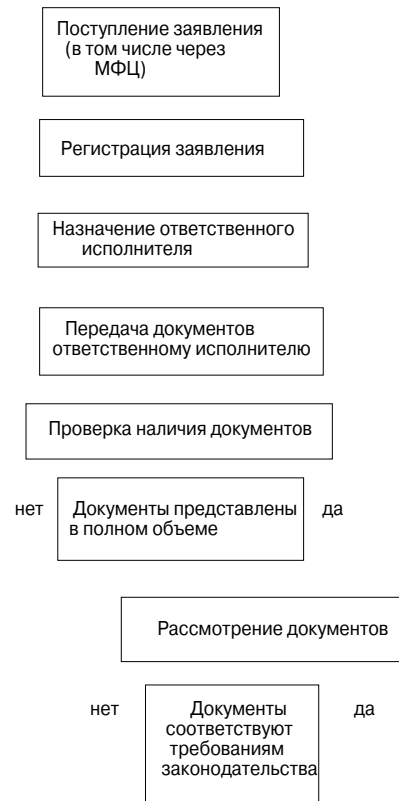 Поступление заявления
(в том числе через
МФЦ)
Регистрация заявления
Назначение ответственного
исполнителя
Передача документов
ответственному исполнителю
Проверка наличия документов
нет Документы представлены да
в полном объеме
Рассмотрение документов
нет Документы да
соответствуют
требованиям
законодательства